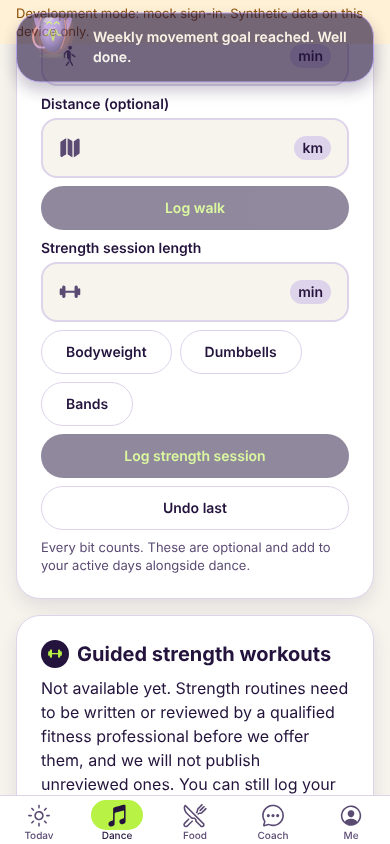 Development mode: mock sign-in. Synthetic data on this
device only.
Weekly movement goal reached. Well
done.
min
Distance (optional)
km
Log walk
Strength session length
min
Bodyweight
Dumbbells
Bands
Log strength session
Undo last
Every bit counts. These are optional and add to
your active days alongside dance.
Guided strength workouts
Not available yet. Strength routines need
to be written or reviewed by a qualified
fitness professional before we offer
them, and we will not publish
unreviewed ones. You can still log your
Today
Dance
Food
Coach
Me